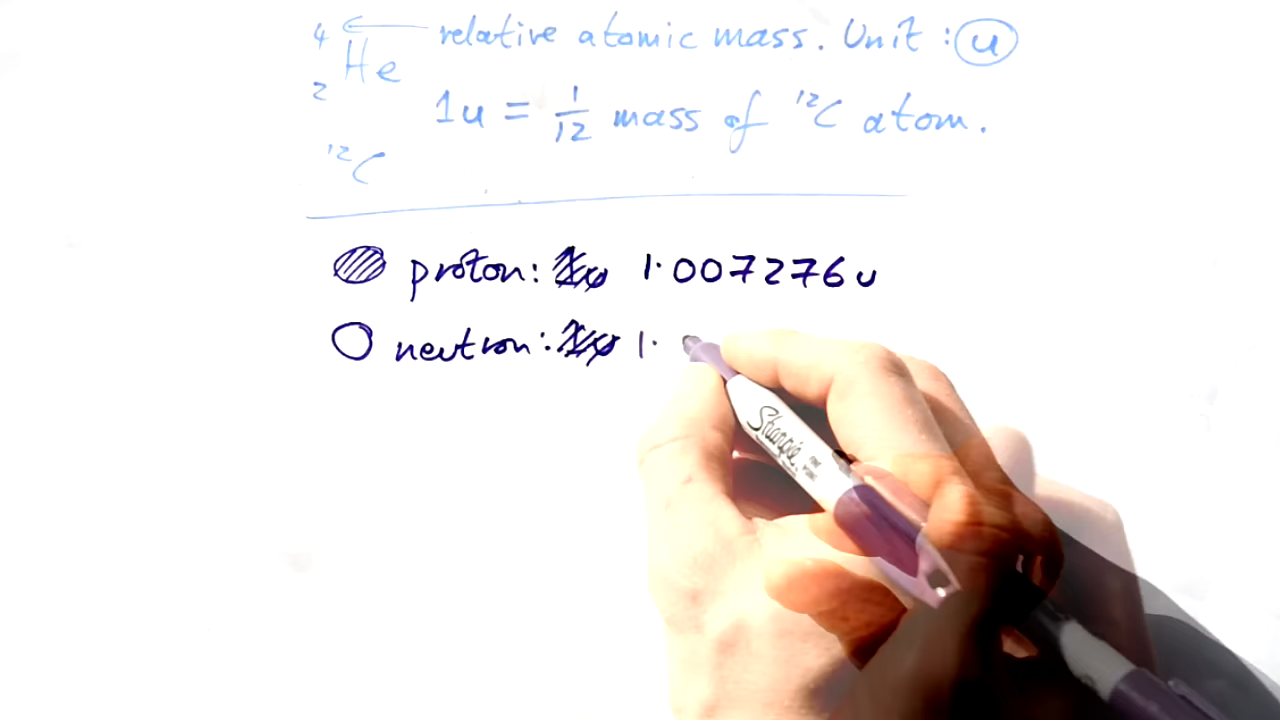 4 He ← relative atomic mass. Unit : u
2
1u = 1/12 mass of ¹²C atom.
¹²C
proton: 1.007276u
neutron: 1.
Sharpie